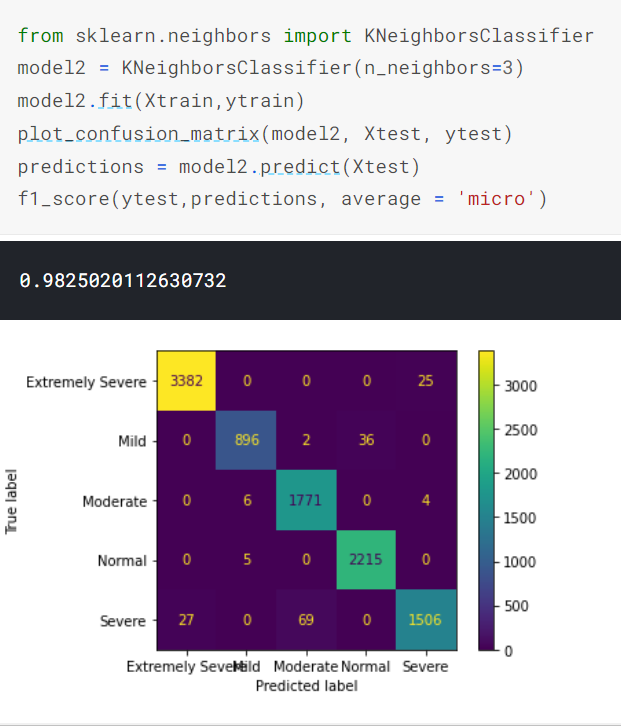 from sklearn.neighbors import KNeighborsClassifier
model2 = KNeighborsClassifier(n_neighbors=3)
model2.fit(Xtrain,ytrain)
plot_confusion_matrix(model2, Xtest, ytest)
predictions = model2.predict(Xtest)
f1_score(ytest,predictions, average = 'micro')
0.9825020112630732
Extremely Severe 3382 0 0 0 25
Mild 0 896 2 36 0
Moderate 0 6 1771 0 4
Normal 0 5 0 2215 0
Severe 27 0 69 0 1506
Extremely Severe Mild Moderate Normal Severe
Predicted label
True label
3000
2500
2000
1500
1000
500
0